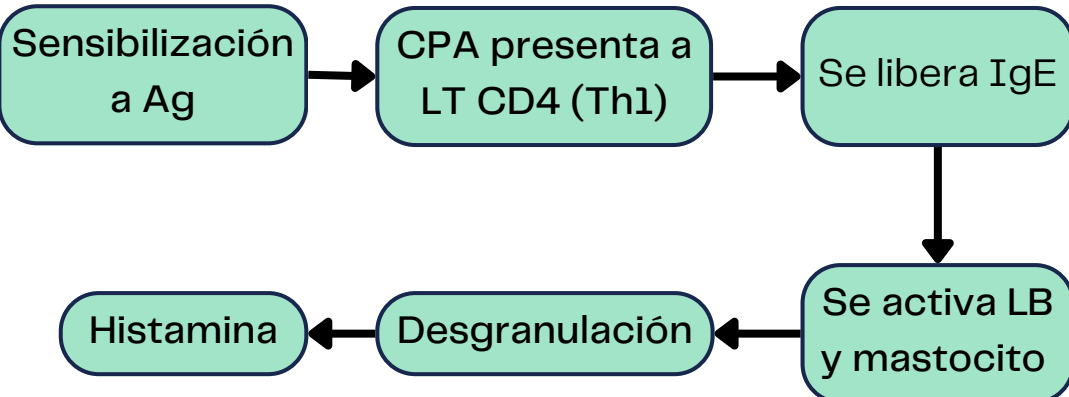 Sensibilización
a Ag
CPA presenta a
LT CD4 (Th1)
Se libera IgE
Se activa LB
y mastocito
Desgranulación
Histamina